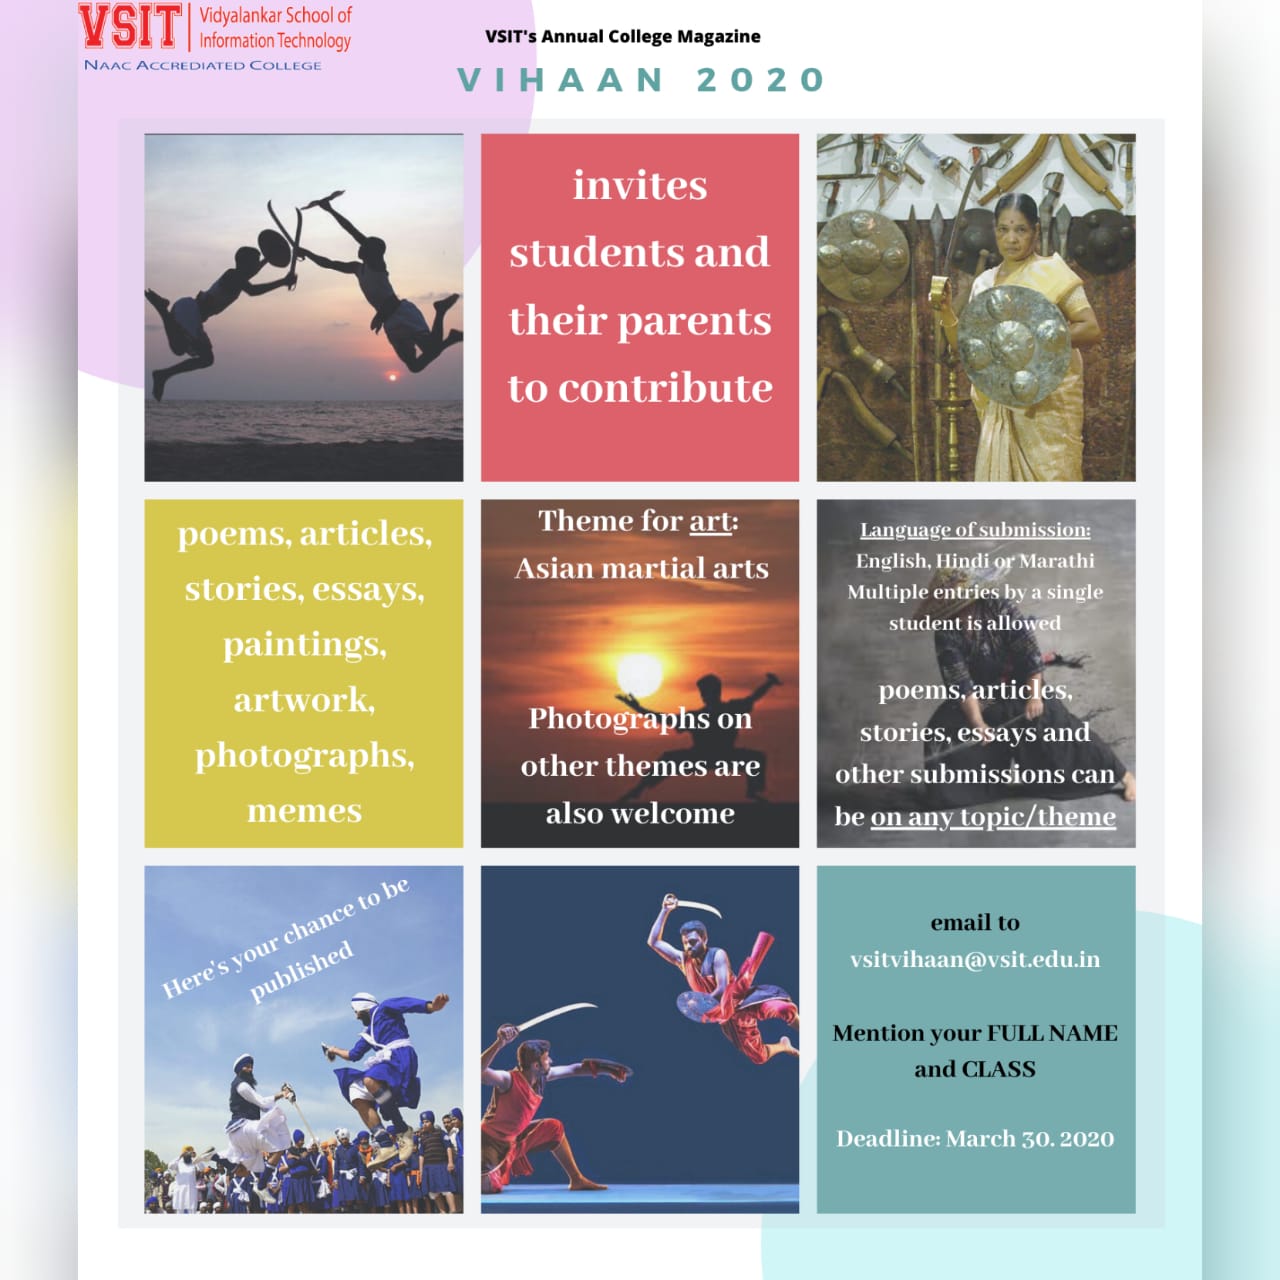 VSIT
Vidyalankar School of
Information Technology
NAAC ACCREDIATED COLLEGE
VSIT's Annual College Magazine
VIHAAN 2020
invites
students and
their parents
to contribute
poems, articles,
stories, essays,
paintings,
artwork,
photographs,
memes
Theme for art:
Asian martial arts
Photographs on
other themes are
also welcome
Language of submission:
English, Hindi or Marathi
Multiple entries by a single
student is allowed
poems, articles,
stories, essays and
other submissions can
be on any topic/theme
Here's your chance to be
published
email to
vsitvihaan@vsit.edu.in
Mention your FULL NAME
and CLASS
Deadline: March 30. 2020